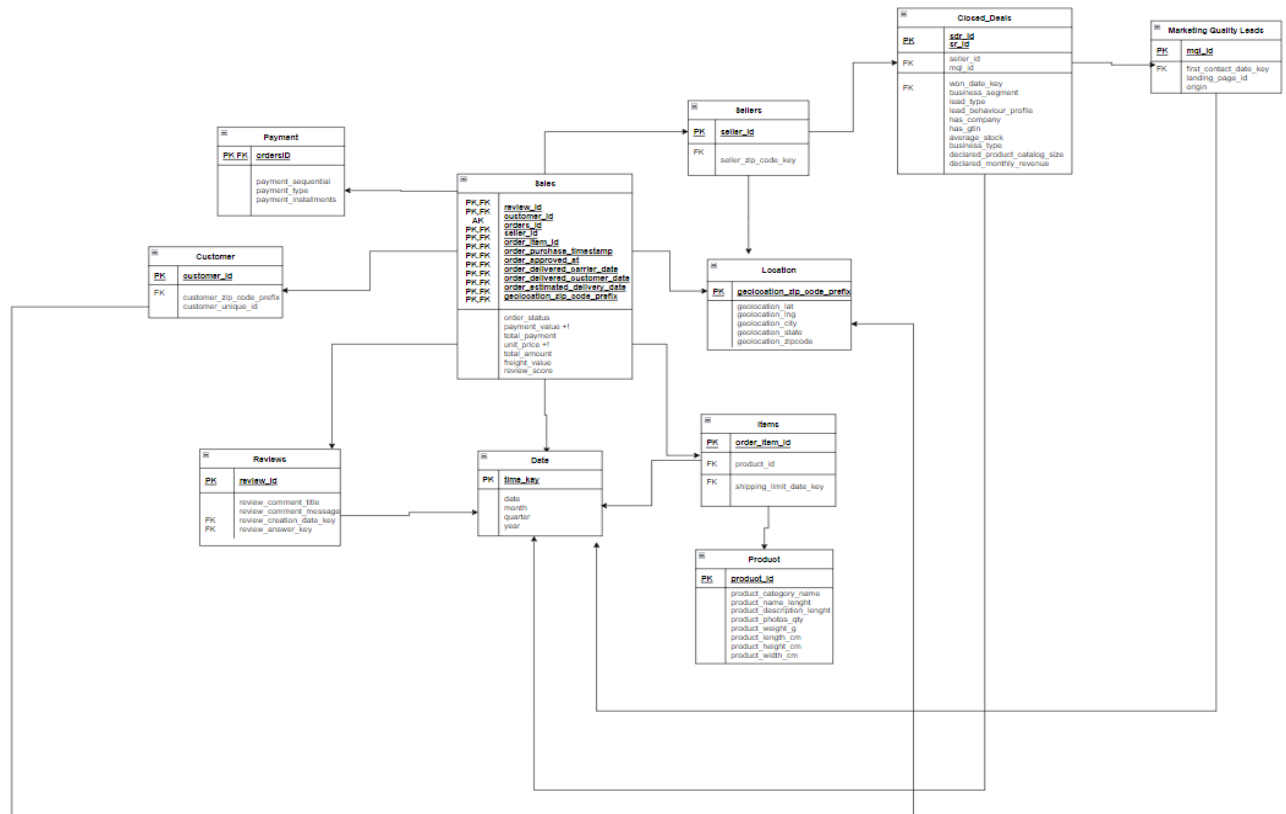 Closed_Deals
PK
sdr_id
sr_id
FK
seller_id
mql_id
FK
won_date_key
business_segment
lead_type
lead_behaviour_profile
has_company
has_gtin
average_stock
business_type
declared_product_catalog_size
declared_monthly_revenue
Marketing Quality Leads
PK
mql_id
FK
first_contact_date_key
landing_page_id
origin
Sellers
PK
seller_id
FK
seller_zip_code_key
Payment
PK FK
ordersID
payment_sequential
payment_type
payment_installments
Sales
PK,FK
review_id
PK,FK
customer_id
AK
orders_id
PK,FK
seller_id
PK,FK
order_item_id
PK,FK
order_purchase_timestamp
PK,FK
order_approved_at
PK,FK
order_delivered_carrier_date
PK,FK
order_delivered_customer_date
PK,FK
order_estimated_delivery_date
PK,FK
geolocation_zip_code_prefix
order_status
payment_value +!
total_payment
unit_price +!
total_amount
freight_value
review_score
Customer
PK
customer_id
FK
customer_zip_code_prefix
customer_unique_id
Location
PK
geolocation_zip_code_prefix
geolocation_lat
geolocation_lng
geolocation_city
geolocation_state
geolocation_zipcode
Items
PK
order_item_id
FK
product_id
FK
shipping_limit_date_key
Reviews
PK
review_id
review_comment_title
review_comment_message
FK
review_creation_date_key
FK
review_answer_key
Date
PK
time_key
date
month
quarter
year
Product
PK
product_id
product_category_name
product_name_lenght
product_description_lenght
product_photos_qty
product_weight_g
product_length_cm
product_height_cm
product_width_cm